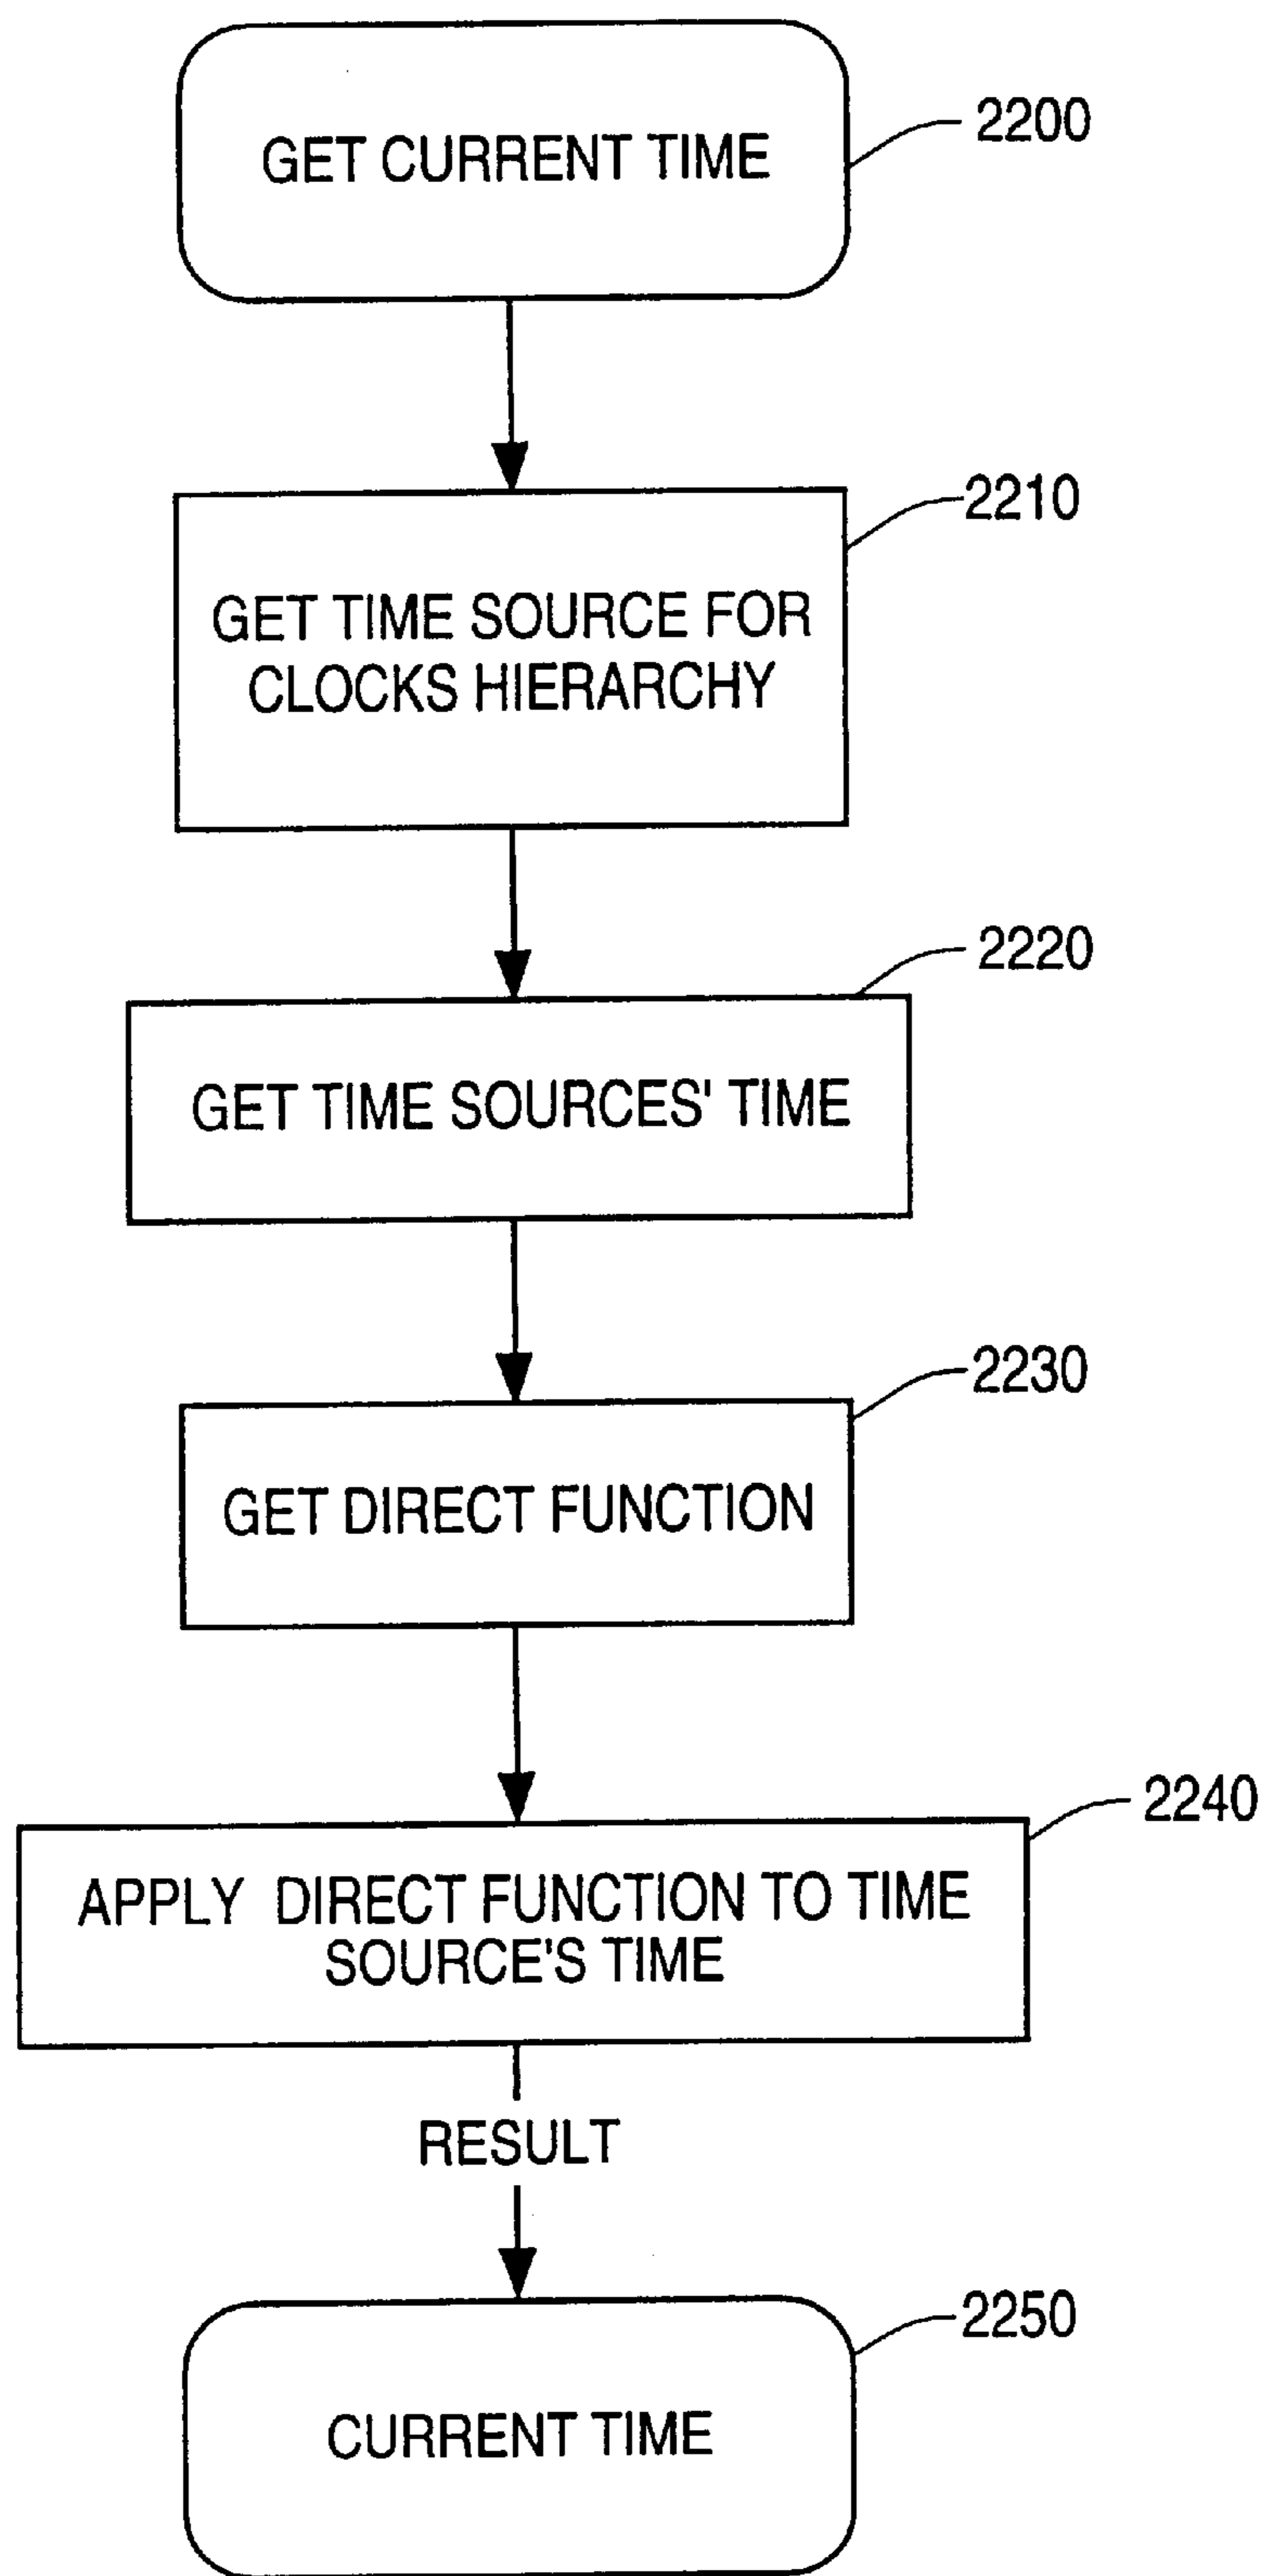 GET CURRENT TIME
2200
2210
GET TIME SOURCE FOR
CLOCKS HIERARCHY
2220
GET TIME SOURCES' TIME
2230
GET DIRECT FUNCTION
2240
APPLY DIRECT FUNCTION TO TIME
SOURCE'S TIME
RESULT
2250
CURRENT TIME